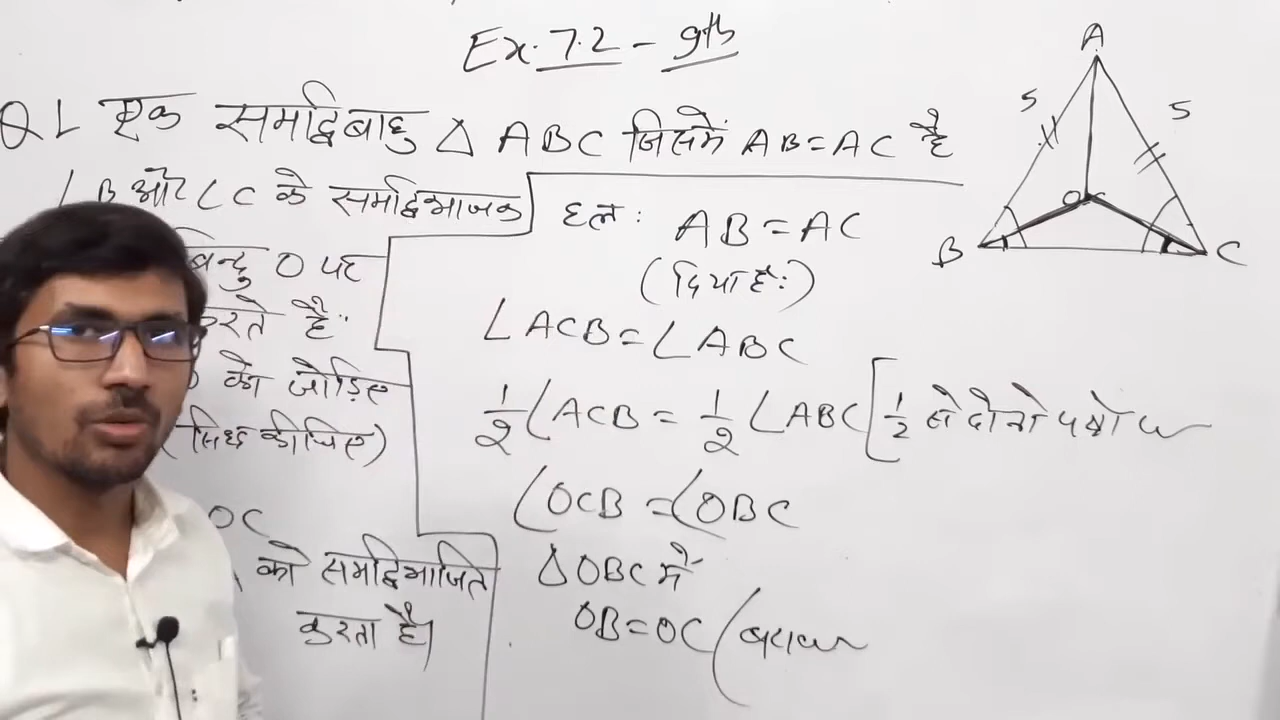 Ex. 7.2 - 9th
Q1 एक समद्विबाहु Δ ABC जिसमें AB=AC है
∠B और ∠C के समद्विभाजक
बिन्दु O पर
करते है:
को जोड़िए
(सिद्ध कीजिए)
OC
को समद्विभाजित
करता है।
हल: AB=AC
(दिया है:)
∠ACB=∠ABC
1/2 ∠ACB = 1/2 ∠ABC [1/2 से दोनो पक्षो
∠OCB =∠OBC
Δ OBC में
OB=OC (बराबर
A
5
5
O
B
C